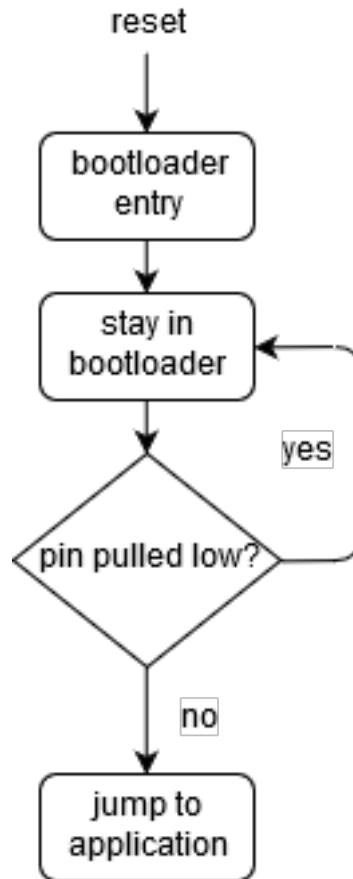 reset
bootloader
entry
stay in
bootloader
yes
pin pulled low?
no
jump to
application